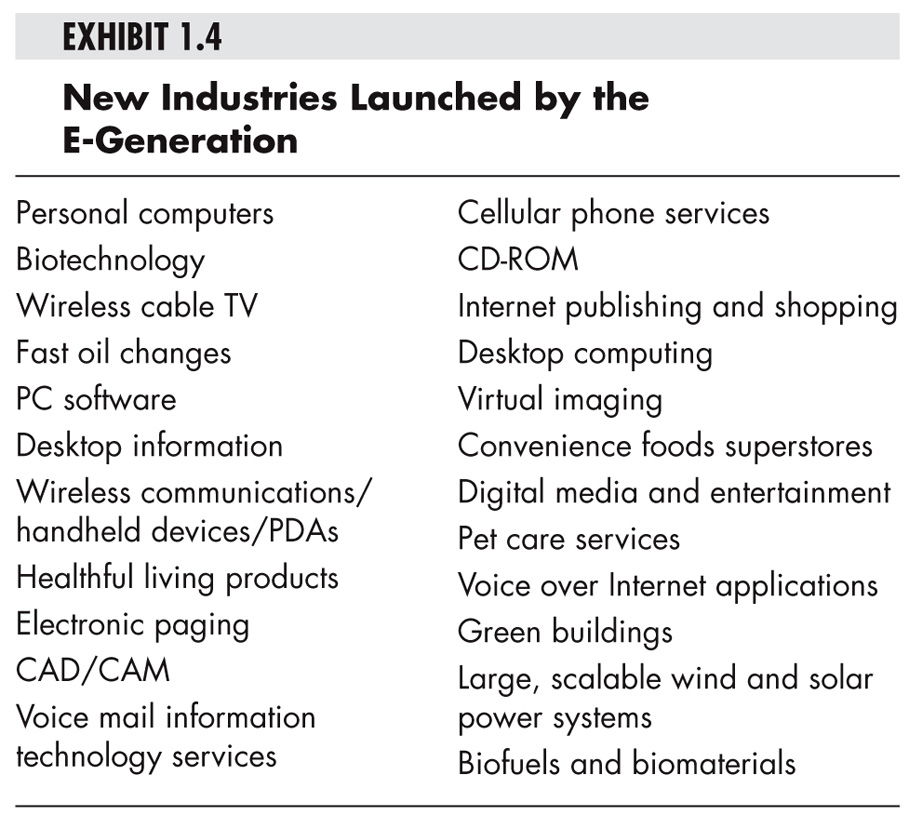 EXHIBIT 1.4
New Industries Launched by the
E-Generation
Personal computers
Biotechnology
Wireless cable TV
Fast oil changes
PC software
Desktop information
Wireless communications/
handheld devices/PDAs
Healthful living products
Electronic paging
CAD/CAM
Voice mail information
technology services
Cellular phone services
CD-ROM
Internet publishing and shopping
Desktop computing
Virtual imaging
Convenience foods superstores
Digital media and entertainment
Pet care services
Voice over Internet applications
Green buildings
Large, scalable wind and solar
power systems
Biofuels and biomaterials